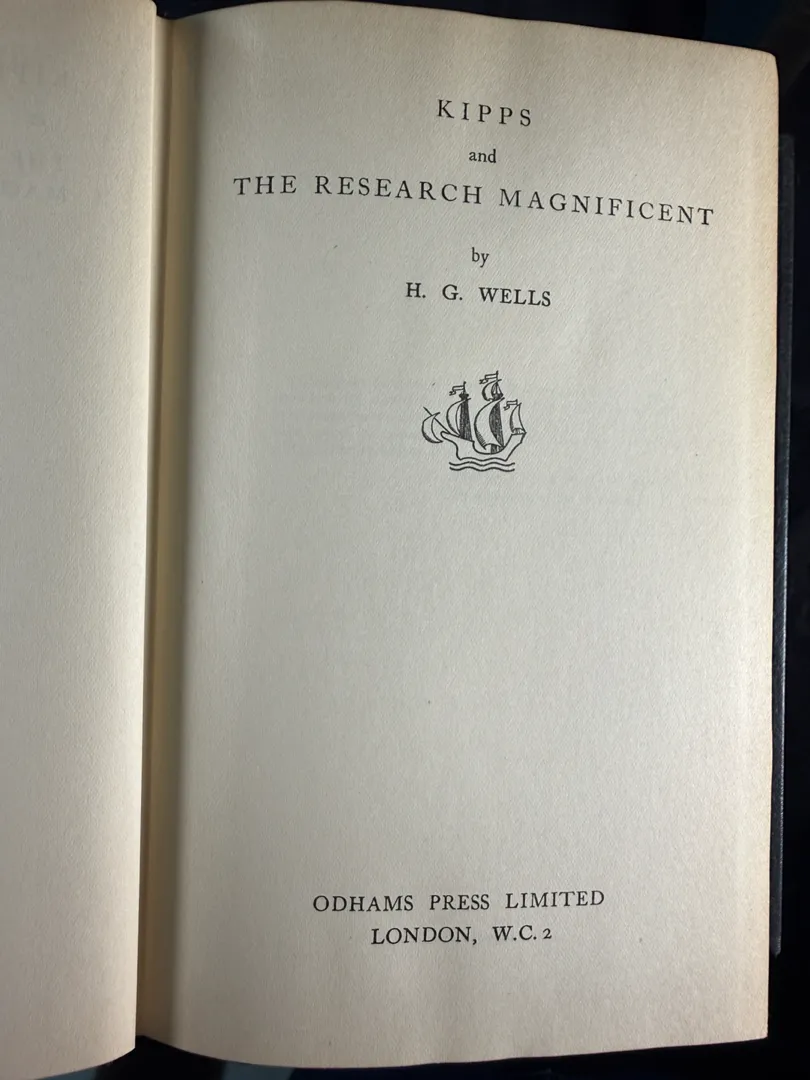 KIPPS
and
THE RESEARCH MAGNIFICENT
by
H. G. WELLS
ODHAMS PRESS LIMITED
LONDON, W.C. 2